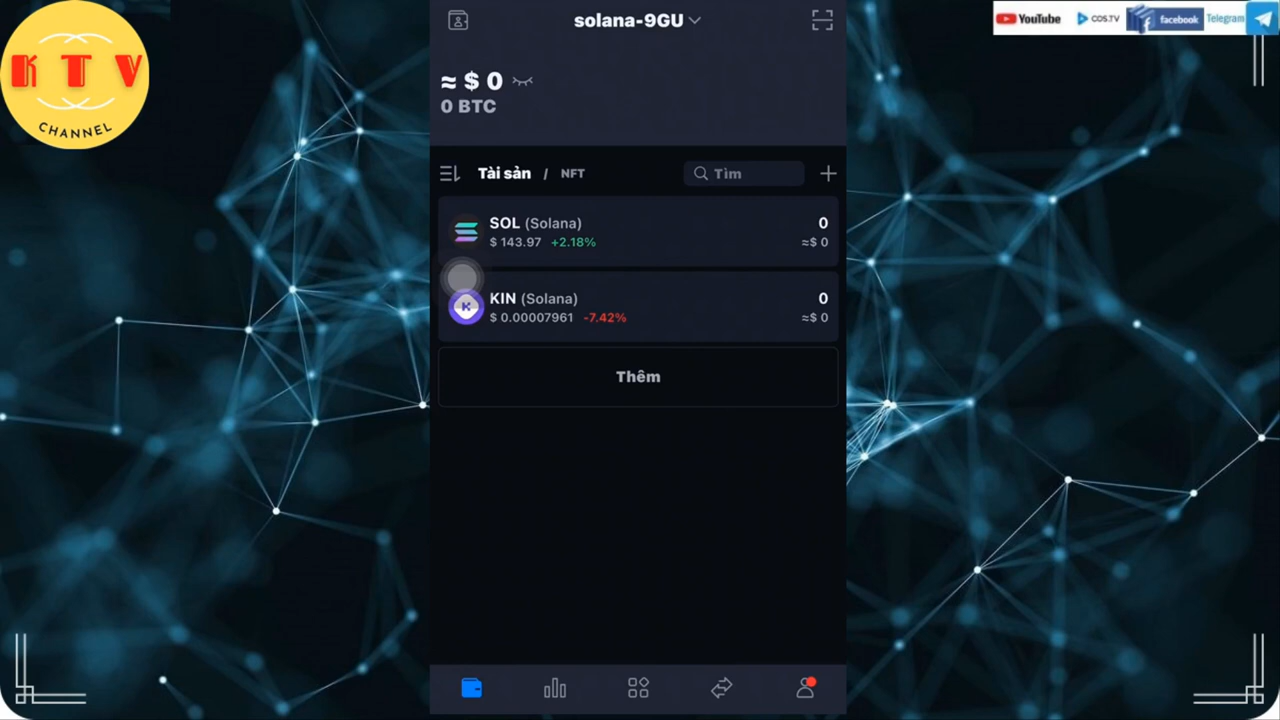 K T V
CHANNEL
YouTube
COS.TV
facebook
Telegram
solana-9GU
≈ $ 0
0 BTC
Tài sản / NFT
Tìm
SOL (Solana)
0
$ 143.97 +2.18%
≈$ 0
KIN (Solana)
0
$ 0.00007961 -7.42%
≈$ 0
Thêm